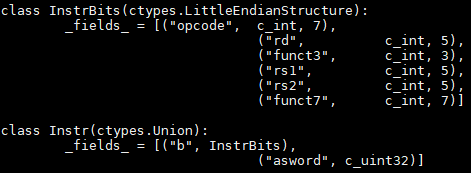 class InstrBits(ctypes.LittleEndianStructure):
        _fields_ = [("opcode",  c_int, 7),
                    ("rd",        c_int, 5),
                    ("funct3",    c_int, 3),
                    ("rs1",       c_int, 5),
                    ("rs2",       c_int, 5),
                    ("funct7",    c_int, 7)]

class Instr(ctypes.Union):
        _fields_ = [("b", InstrBits),
                    ("asword", c_uint32)]